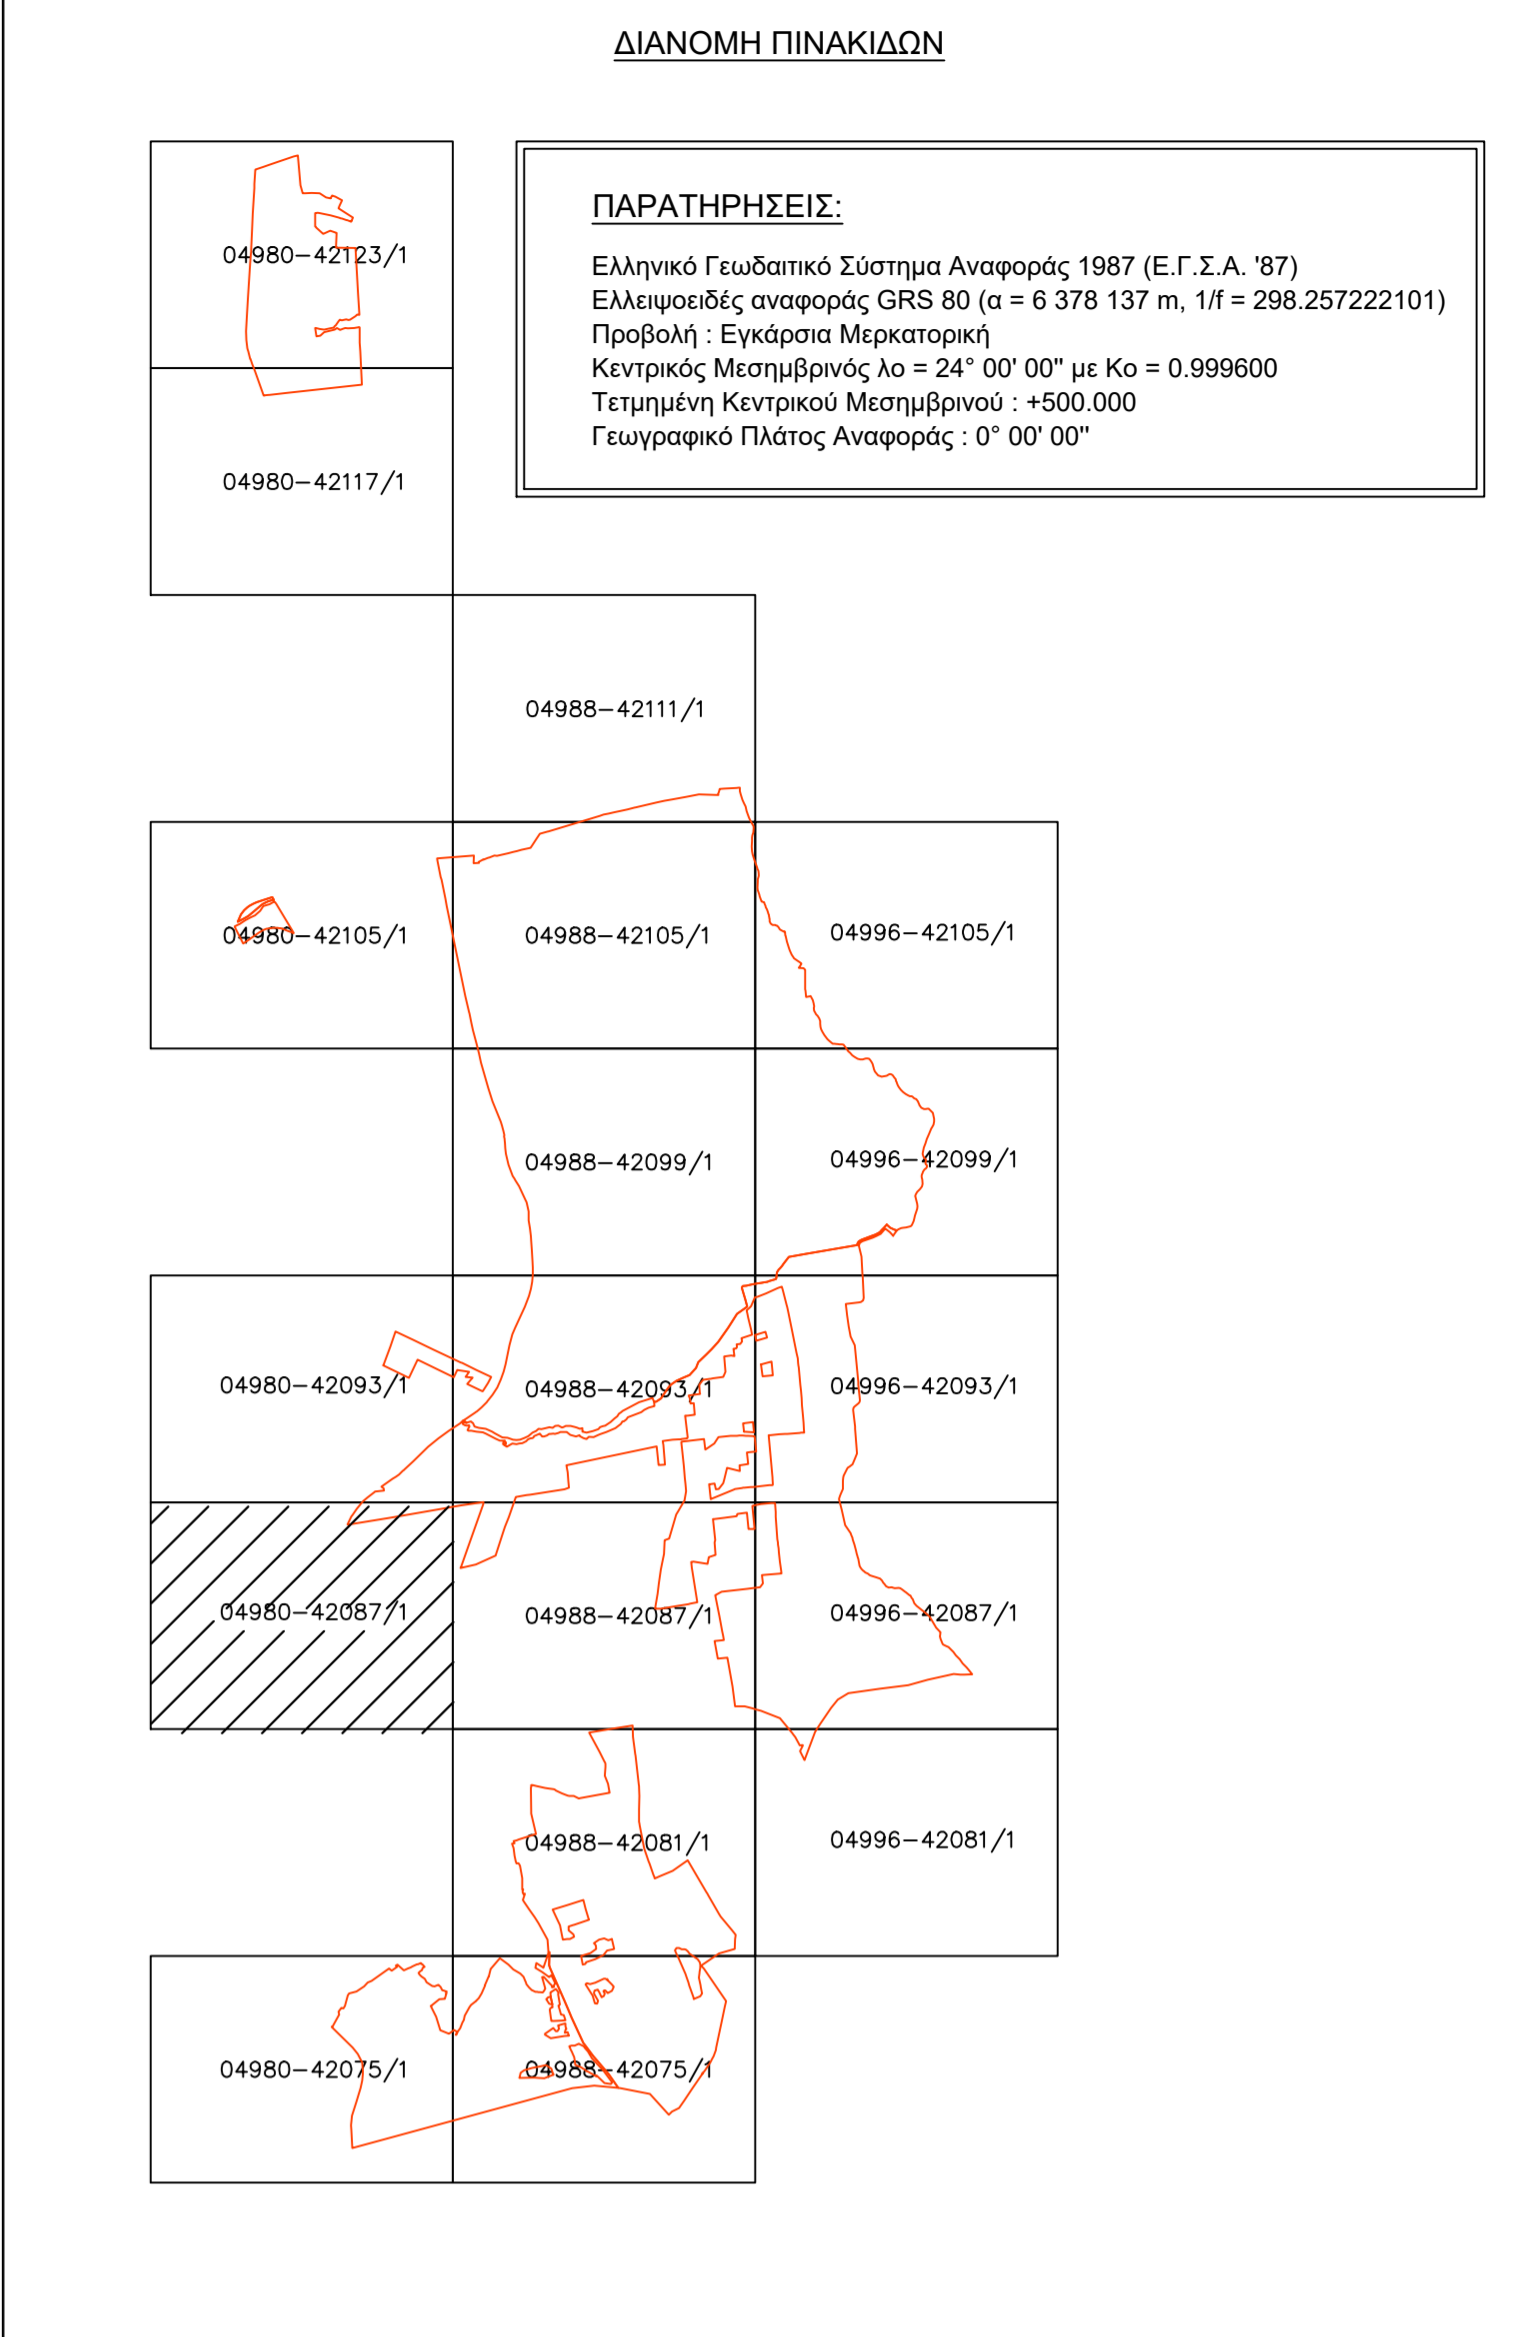 ΔΙΑΝΟΜΗ ΠΙΝΑΚΙΔΩΝ
ΠΑΡΑΤΗΡΗΣΕΙΣ:
Ελληνικό Γεωδαιτικό Σύστημα Αναφοράς 1987 (Ε.Γ.Σ.Α. '87)
Ελλειψοειδές αναφοράς GRS 80 (α = 6 378 137 m, 1/f = 298.257222101)
Προβολή : Εγκάρσια Μερκατορική
Κεντρικός Μεσημβρινός λο = 24° 00' 00'' με Κο = 0.999600
Τετμημένη Κεντρικού Μεσημβρινού : +500.000
Γεωγραφικό Πλάτος Αναφοράς : 0° 00' 00''
04980-42123/1
04980-42117/1
04988-42111/1
04980-42105/1
04988-42105/1
04996-42105/1
04988-42099/1
04996-42099/1
04980-42093/1
04988-42093/1
04996-42093/1
04980-42087/1
04988-42087/1
04996-42087/1
04988-42081/1
04996-42081/1
04980-42075/1
04988-42075/1